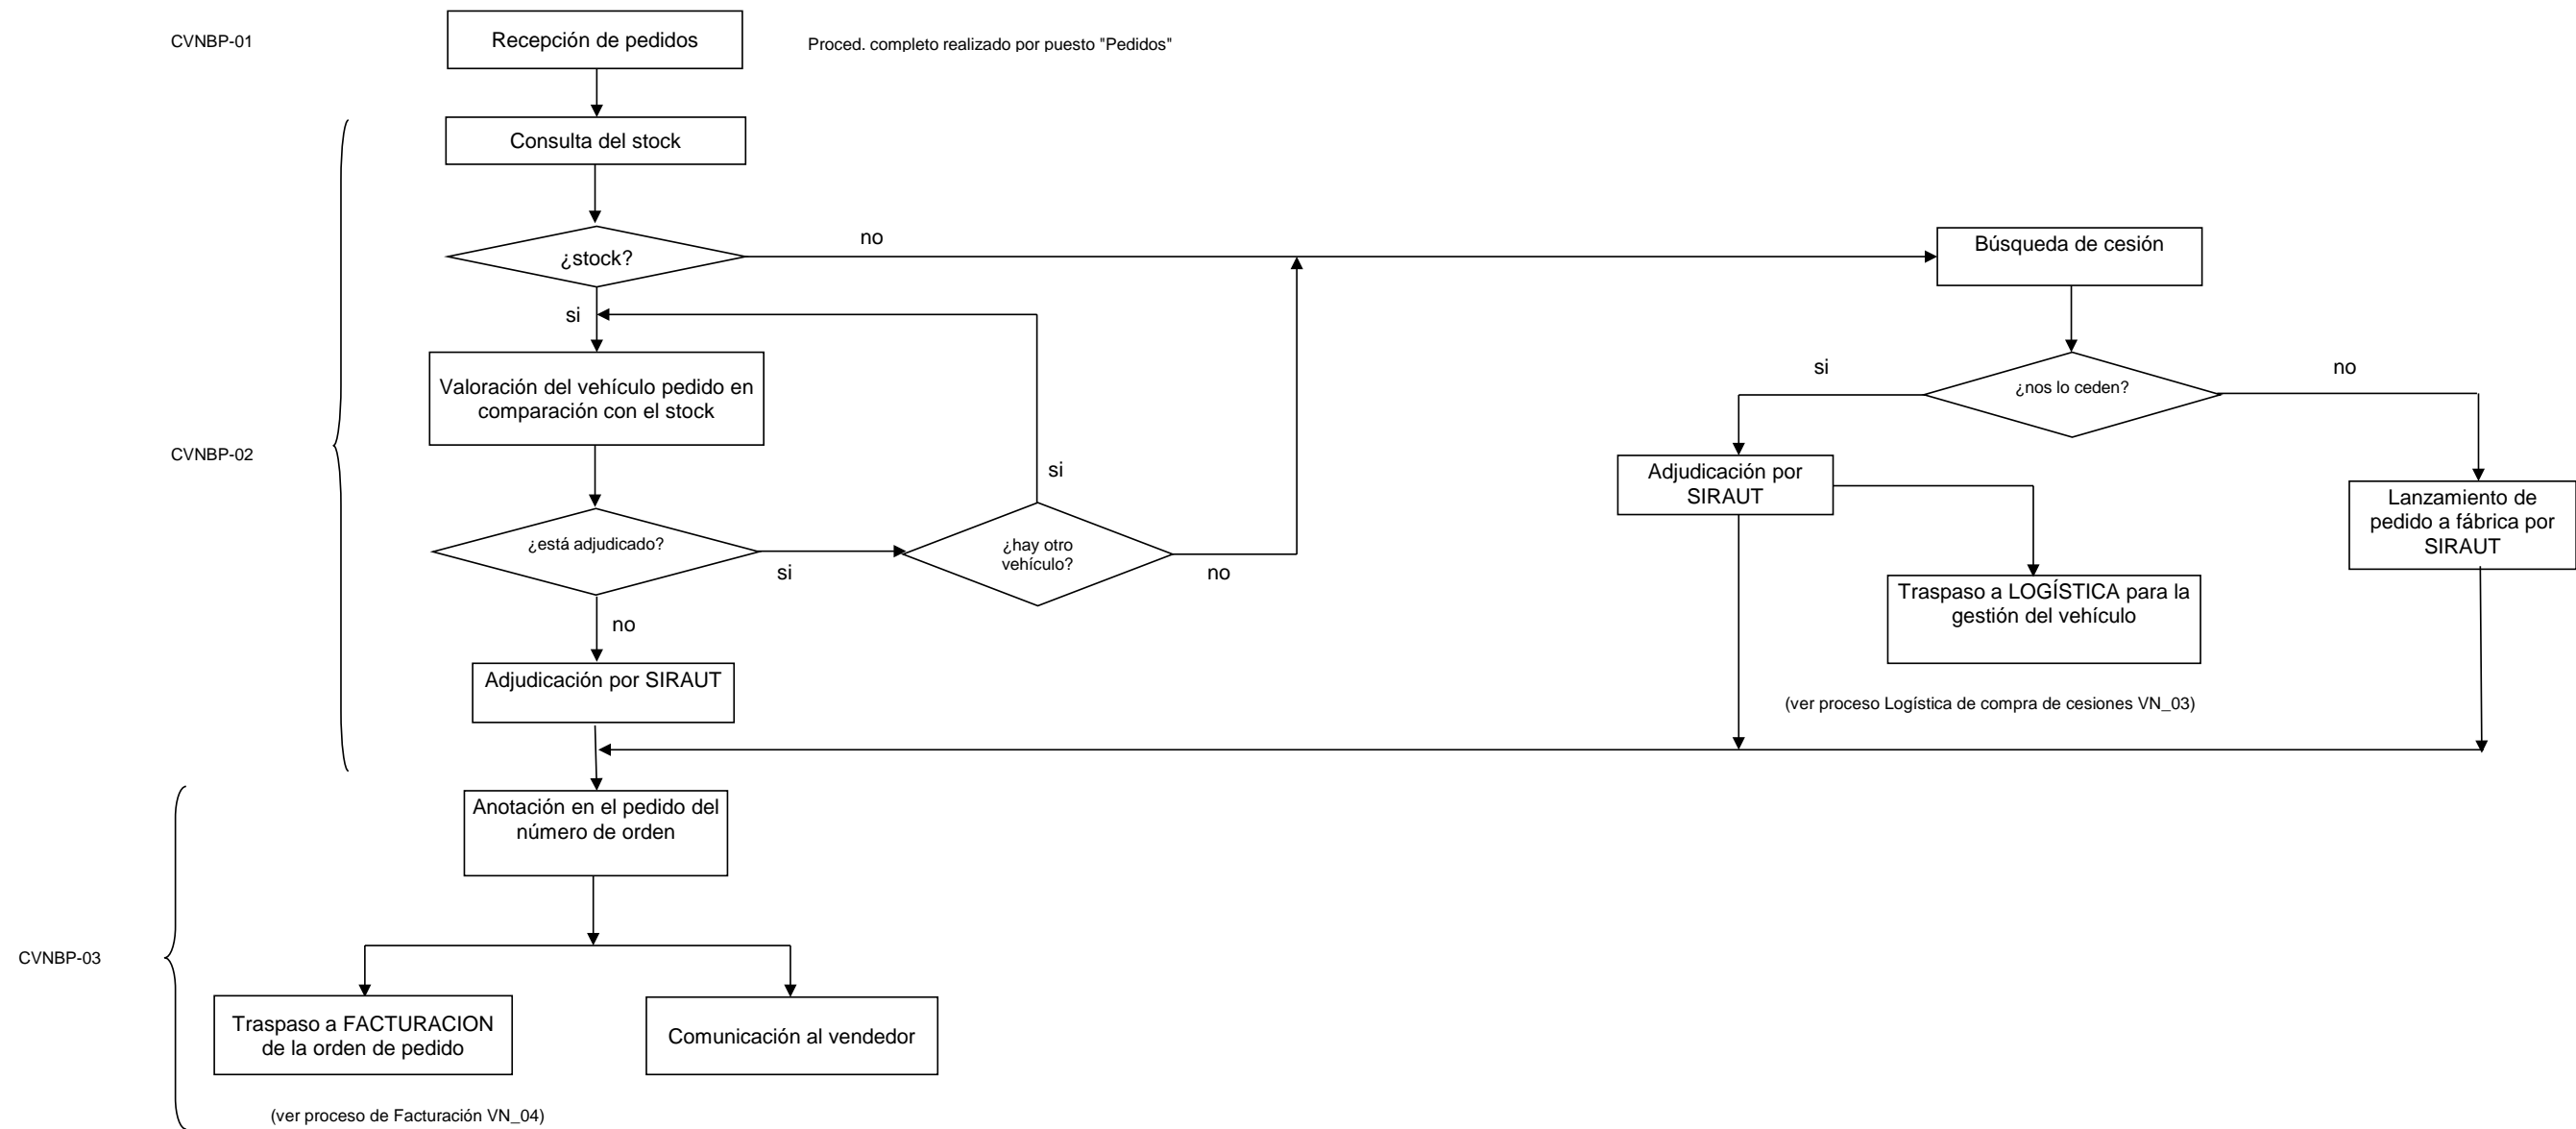 CVNBP-01
Recepción de pedidos
Proced. completo realizado por puesto "Pedidos"
Consulta del stock
¿stock?
no
Búsqueda de cesión
si
Valoración del vehículo pedido en
comparación con el stock
si
¿nos lo ceden?
no
CVNBP-02
si
Adjudicación por
SIRAUT
Lanzamiento de
pedido a fábrica por
SIRAUT
¿está adjudicado?
si
¿hay otro
vehículo?
no
Traspaso a LOGÍSTICA para la
gestión del vehículo
no
Adjudicación por SIRAUT
(ver proceso Logística de compra de cesiones VN_03)
Anotación en el pedido del
número de orden
CVNBP-03
Traspaso a FACTURACION
de la orden de pedido
Comunicación al vendedor
(ver proceso de Facturación VN_04)